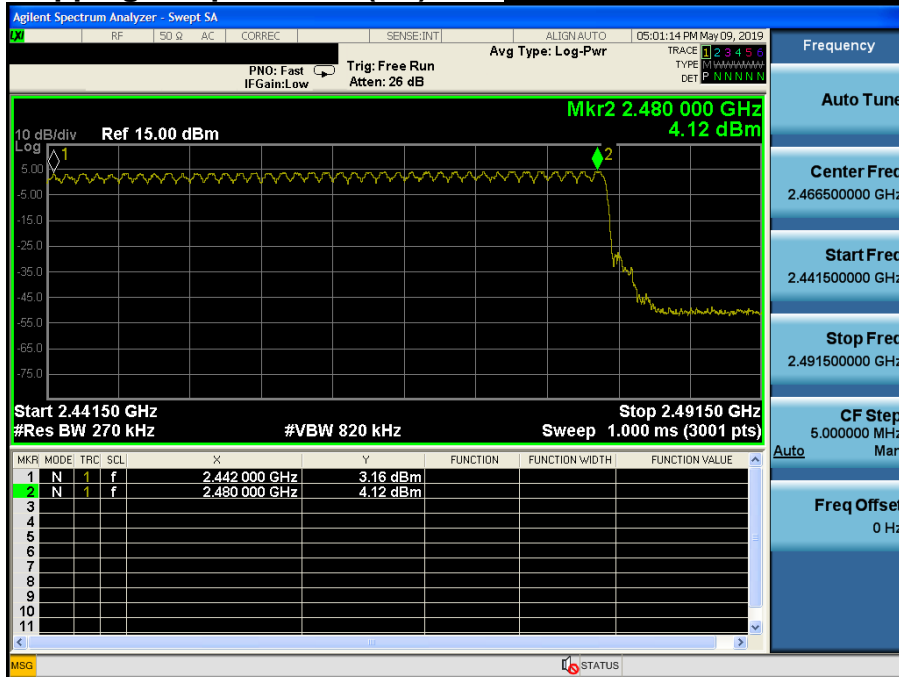 Agilent Spectrum Analyzer - Swept SA
LXI RF 50 Ω AC CORREC SENSE:INT ALIGNAUTO 05:01:14 PM May 09, 2019
Frequency
PNO: Fast
IFGain:Low
Trig: Free Run
Atten: 26 dB
Avg Type: Log-Pwr
TRACE 1 2 3 4 5 6
TYPE M WWWWW
DET P N N N N N
Mkr2 2.480 000 GHz
4.12 dBm
10 dB/div Ref 15.00 dBm
Log
1
2
5.00
-5.00
-15.0
-25.0
-35.0
-45.0
-55.0
-65.0
-75.0
Start 2.44150 GHz
Stop 2.49150 GHz
#Res BW 270 kHz #VBW 820 kHz Sweep 1.000 ms (3001 pts)
MKR MODE TRC SCL X Y FUNCTION FUNCTION WIDTH FUNCTION VALUE
1 N 1 f 2.442 000 GHz 3.16 dBm
2 N 1 f 2.480 000 GHz 4.12 dBm
3
4
5
6
7
8
9
10
11
MSG
STATUS
Auto Tune
Center Freq
2.466500000 GHz
Start Freq
2.441500000 GHz
Stop Freq
2.491500000 GHz
CF Step
5.000000 MHz
Auto Man
Freq Offset
0 Hz